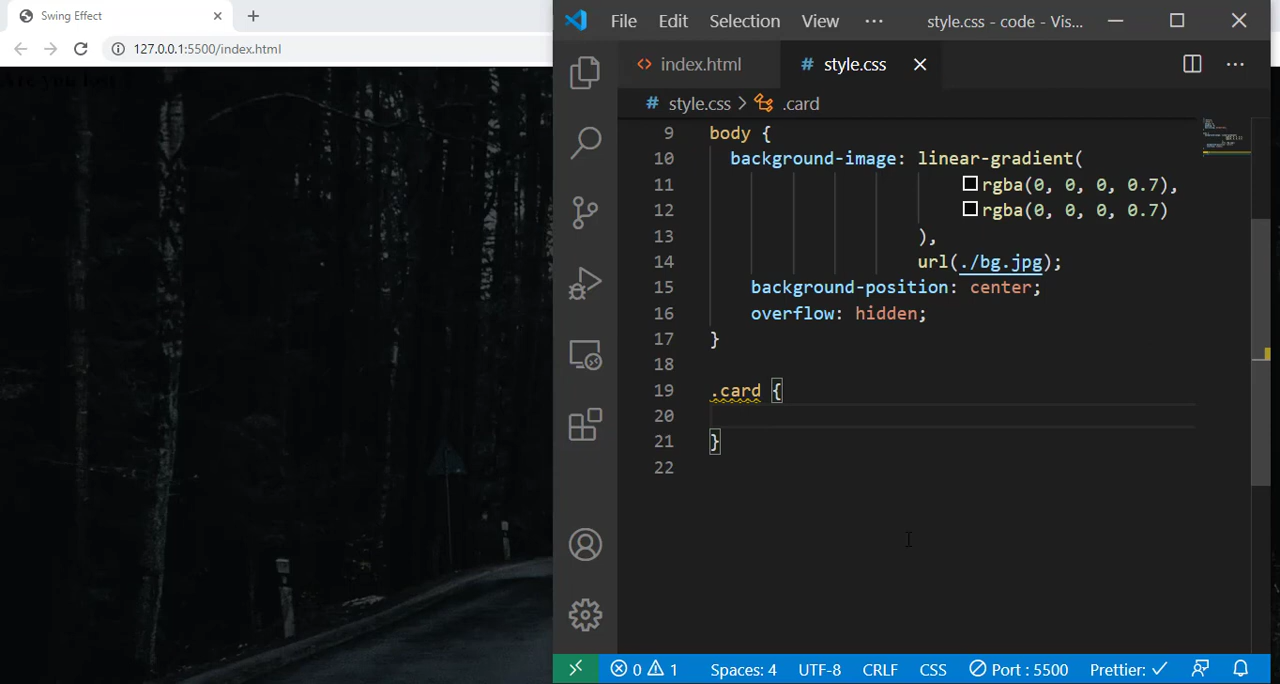 Swing Effect
127.0.0.1:5500/index.html
File Edit Selection View ··· style.css - code - Vis...
<> index.html # style.css
# style.css > .card
9 body {
10 background-image: linear-gradient(
11 rgba(0, 0, 0, 0.7),
12 rgba(0, 0, 0, 0.7)
13 ),
14 url(./bg.jpg);
15 background-position: center;
16 overflow: hidden;
17 }
18
19 .card {
20
21 }
22
0 1 Spaces: 4 UTF-8 CRLF CSS Port : 5500 Prettier: ✓